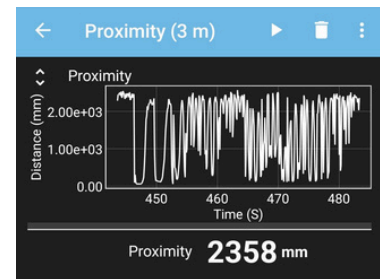 Proximity (3 m)
Proximity
Distance (mm)
2.00e+03
1.00e+03
0.00
450 460 470 480
Time (S)
Proximity 2358 mm